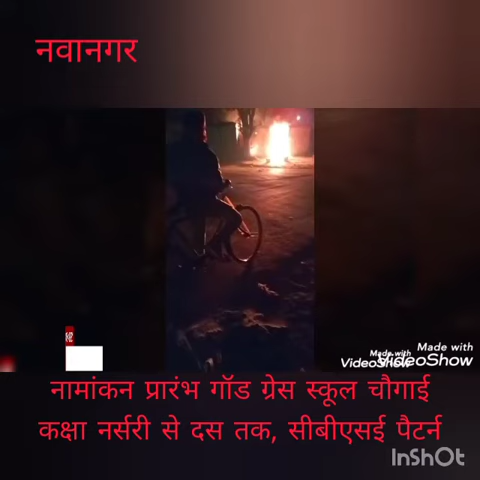 नवानगर
Made with
VideoShow
Made with
VideoShow
नामांकन प्रारंभ गॉड ग्रेस स्कूल चौगाई
कक्षा नर्सरी से दस तक, सीबीएसई पैटर्न
InShOt